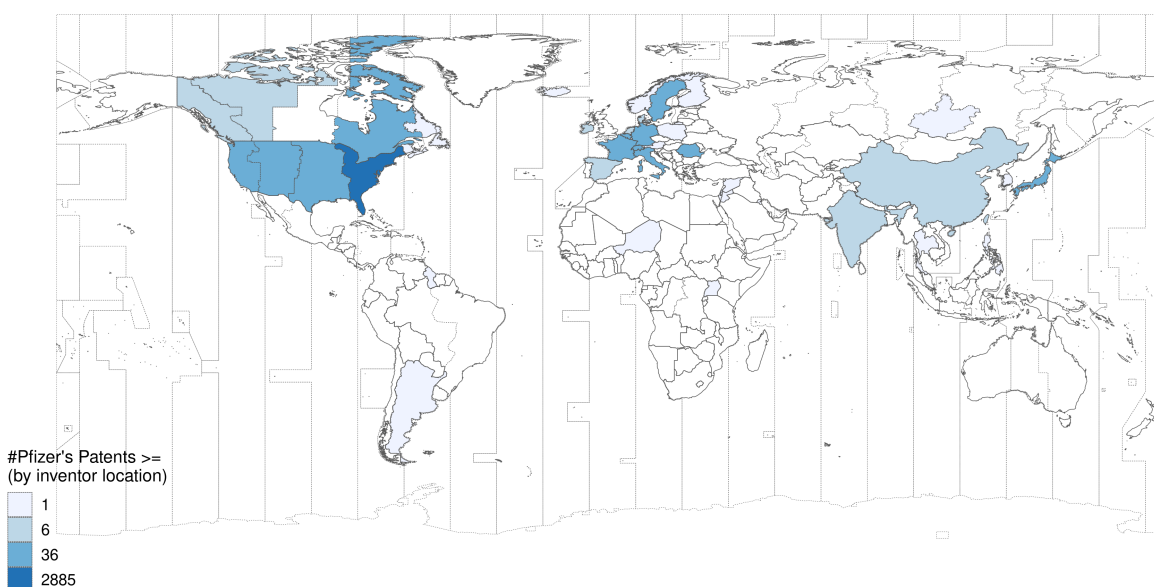 #Pfizer's Patents >=
(by inventor location)
1
6
36
2885